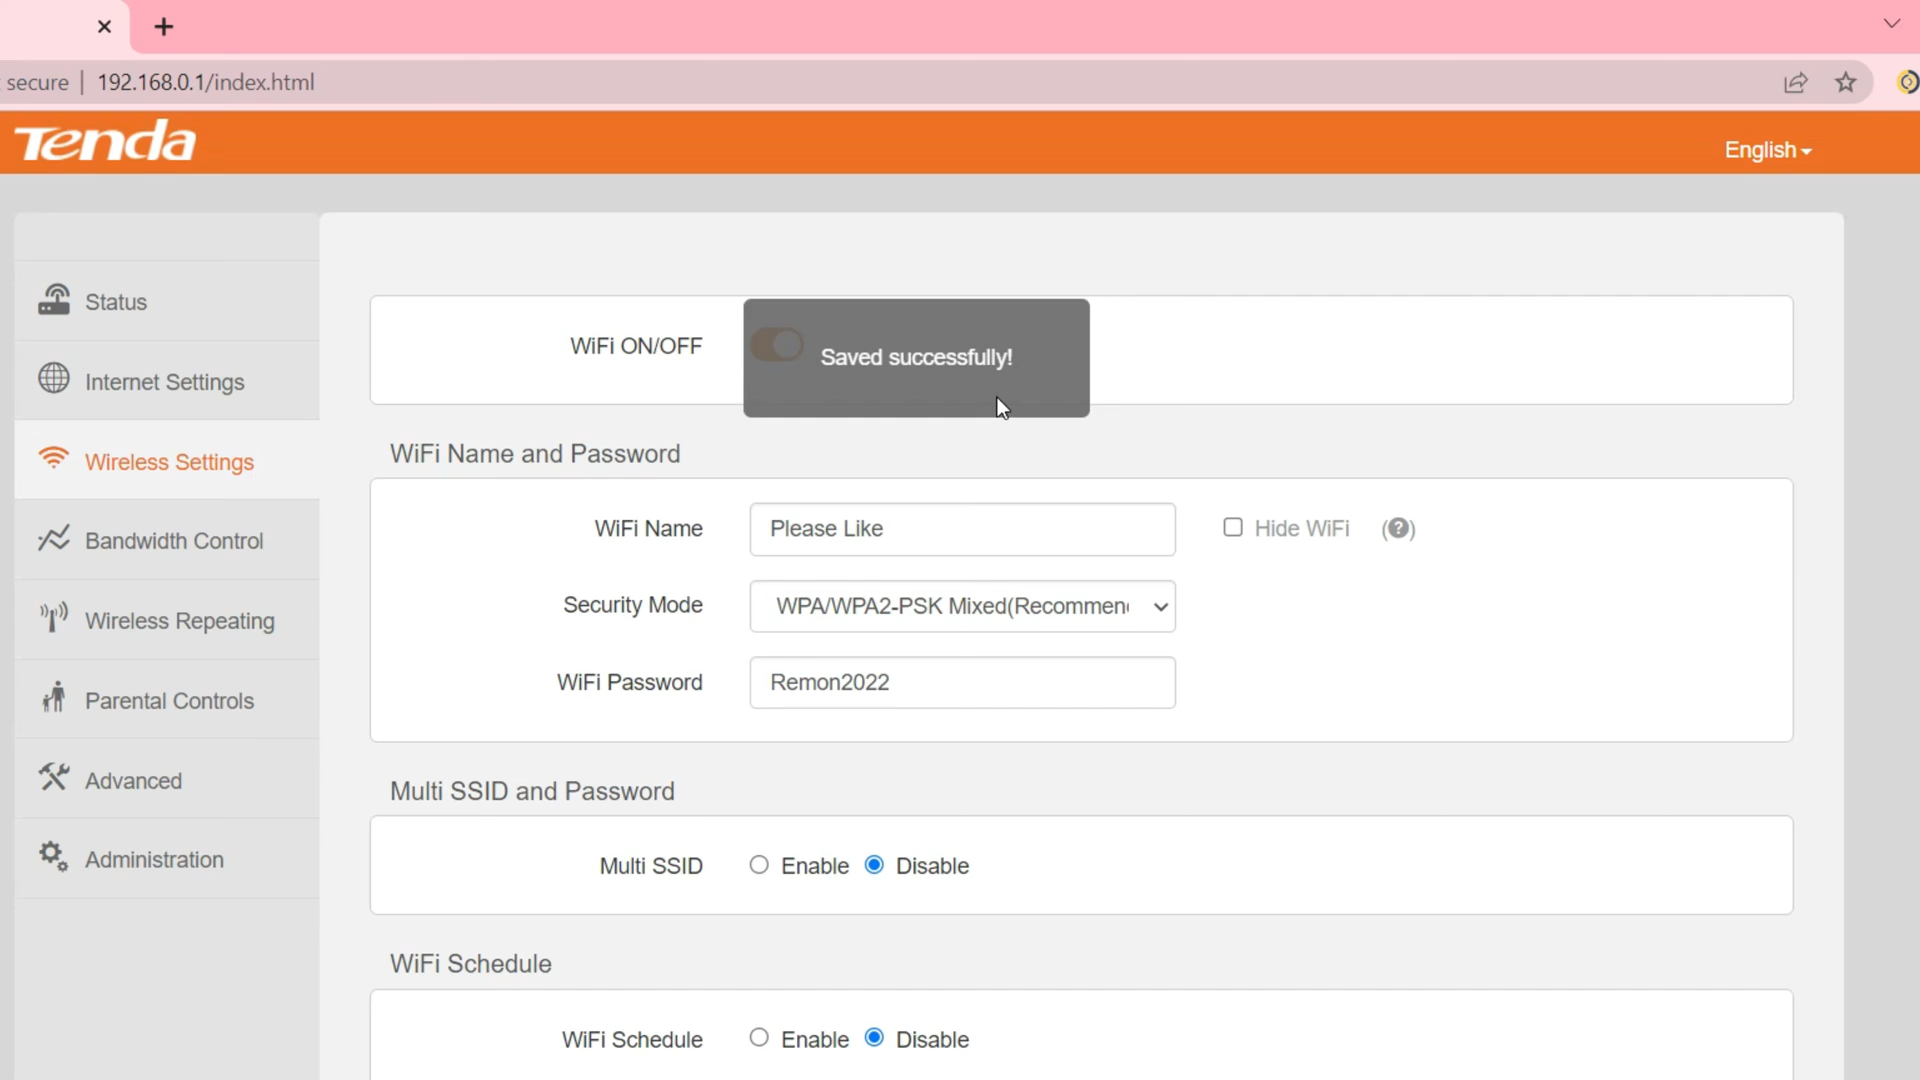 secure | 192.168.0.1/index.html
Tenda
English
Status
Internet Settings
Wireless Settings
Bandwidth Control
Wireless Repeating
Parental Controls
Advanced
Administration
WiFi ON/OFF
Saved successfully!
WiFi Name and Password
WiFi Name Please Like Hide WiFi (?)
Security Mode WPA/WPA2-PSK Mixed(Recommen
WiFi Password Remon2022
Multi SSID and Password
Multi SSID Enable Disable
WiFi Schedule
WiFi Schedule Enable Disable